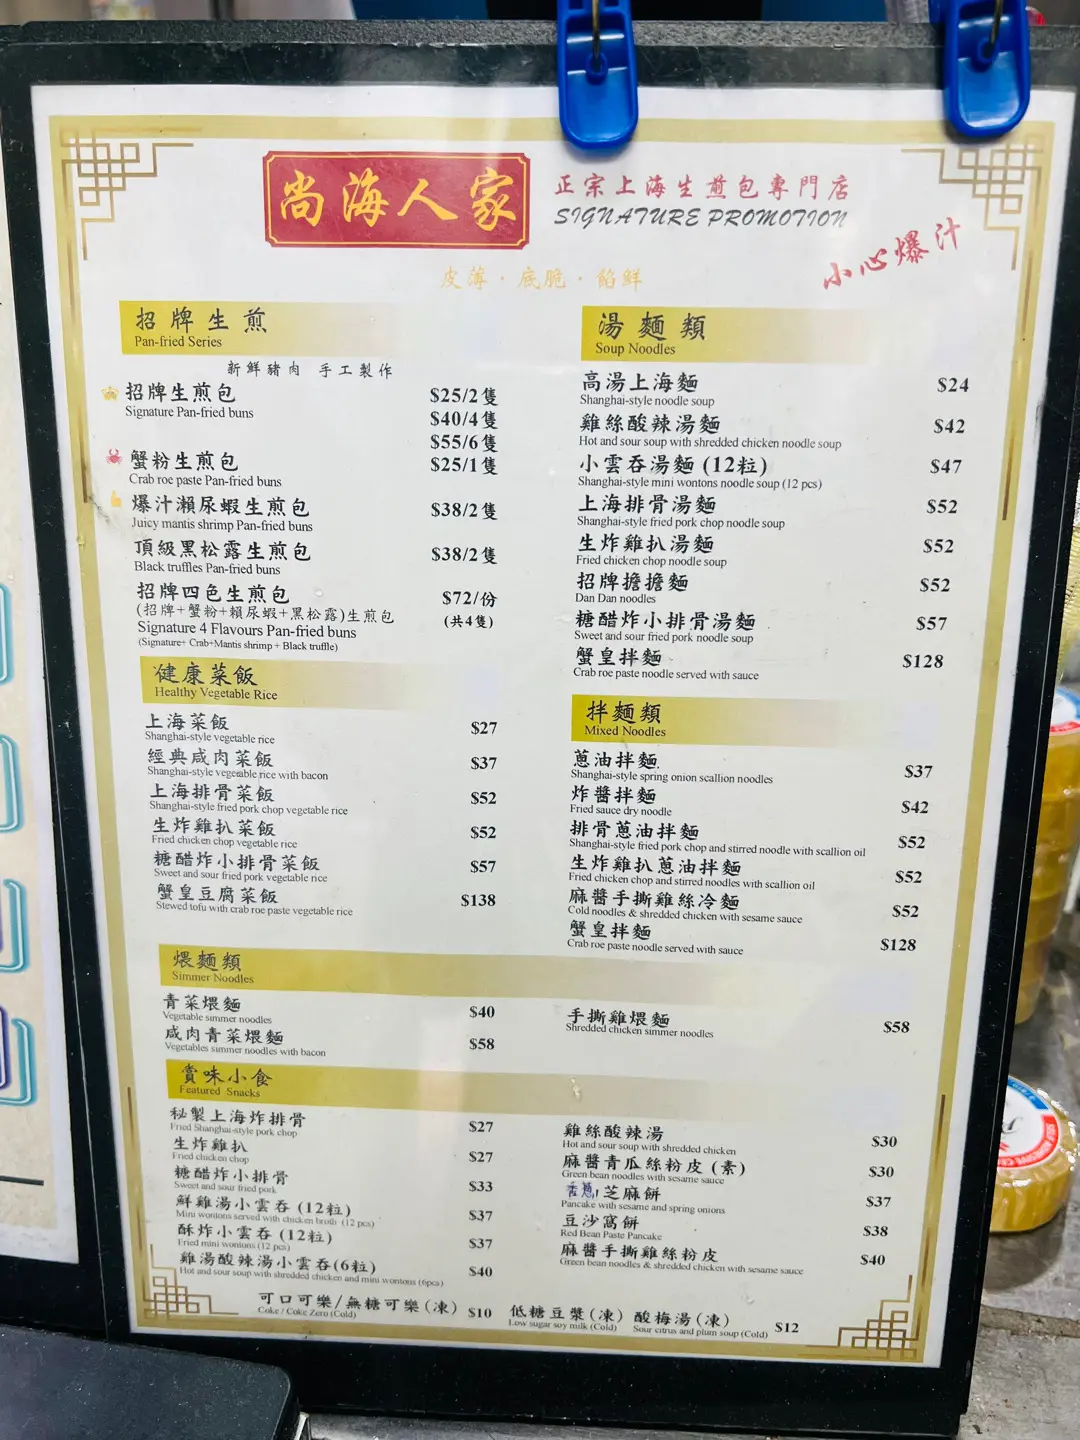 尚海人家
正宗上海生煎包專門店
SIGNATURE PROMOTION
小心爆汁
皮薄·底脆·餡鮮
招牌生煎
Pan-fried Series
新鮮豬肉 手工製作
招牌生煎包 $25/2隻
Signature Pan-fried buns
$40/4隻
$55/6隻
蟹粉生煎包 $25/1隻
Crab roe paste Pan-fried buns
爆汁瀨尿蝦生煎包 $38/2隻
Juicy mantis shrimp Pan-fried buns
頂級黑松露生煎包 $38/2隻
Black truffles Pan-fried buns
招牌四色生煎包 $72/份
(招牌+蟹粉+瀨尿蝦+黑松露)生煎包 (共4隻)
Signature 4 Flavours Pan-fried buns
(Signature+ Crab+Mantis shrimp + Black truffle)
健康菜飯
Healthy Vegetable Rice
上海菜飯 $27
Shanghai-style vegetable rice
經典咸肉菜飯 $37
Shanghai-style vegetable rice with bacon
上海排骨菜飯 $52
Shanghai-style fried pork chop vegetable rice
生炸雞扒菜飯 $52
Fried chicken chop vegetable rice
糖醋炸小排骨菜飯 $57
Sweet and sour fried pork vegetable rice
蟹皇豆腐菜飯 $138
Stewed tofu with crab roe paste vegetable rice
湯麵類
Soup Noodles
高湯上海麵 $24
Shanghai-style noodle soup
雞絲酸辣湯麵 $42
Hot and sour soup with shredded chicken noodle soup
小雲吞湯麵 (12粒) $47
Shanghai-style mini wontons noodle soup (12 pcs)
上海排骨湯麵 $52
Shanghai-style fried pork chop noodle soup
生炸雞扒湯麵 $52
Fried chicken chop noodle soup
招牌擔擔麵 $52
Dan Dan noodles
糖醋炸小排骨湯麵 $57
Sweet and sour fried pork noodle soup
蟹皇拌麵 $128
Crab roe paste noodle served with sauce
拌麵類
Mixed Noodles
蔥油拌麵 $37
Shanghai-style spring onion scallion noodles
炸醬拌麵 $42
Fried sauce dry noodle
排骨蔥油拌麵 $52
Shanghai-style fried pork chop and stirred noodle with scallion oil
生炸雞扒蔥油拌麵 $52
Fried chicken chop and stirred noodles with scallion oil
麻醬手撕雞絲冷麵 $52
Cold noodles & shredded chicken with sesame sauce
蟹皇拌麵 $128
Crab roe paste noodle served with sauce
煨麵類
Simmer Noodles
青菜煨麵 $40
Vegetable simmer noodles
咸肉青菜煨麵 $58
Vegetables simmer noodles with bacon
手撕雞煨麵 $58
Shredded chicken simmer noodles
賞味小食
Featured Snacks
秘製上海炸排骨 $27
Fried Shanghai-style pork chop
生炸雞扒 $27
Fried chicken chop
糖醋炸小排骨 $33
Sweet and sour fried pork
鮮雞湯小雲吞 (12粒) $37
Mini wontons served with chicken broth (12 pcs)
酥炸小雲吞 (12粒) $37
Fried mini wontons (12 pcs)
雞湯酸辣湯小雲吞(6粒) $40
Hot and sour soup with shredded chicken and mini wontons (6pcs)
雞絲酸辣湯 $30
Hot and sour soup with shredded chicken
麻醬青瓜絲粉皮 (素) $30
Green bean noodles with sesame sauce
香蔥芝麻餅 $37
Pancake with sesame and spring onions
豆沙窩餅 $38
Red Bean Paste Pancake
麻醬手撕雞絲粉皮 $40
Green bean noodles & shredded chicken with sesame sauce
可口可樂/無糖可樂(凍) $10
Coke / Coke Zero (Cold)
低糖豆漿(凍) 酸梅湯(凍) $12
Low sugar soy milk (Cold) Sour citrus and plum soup (Cold)